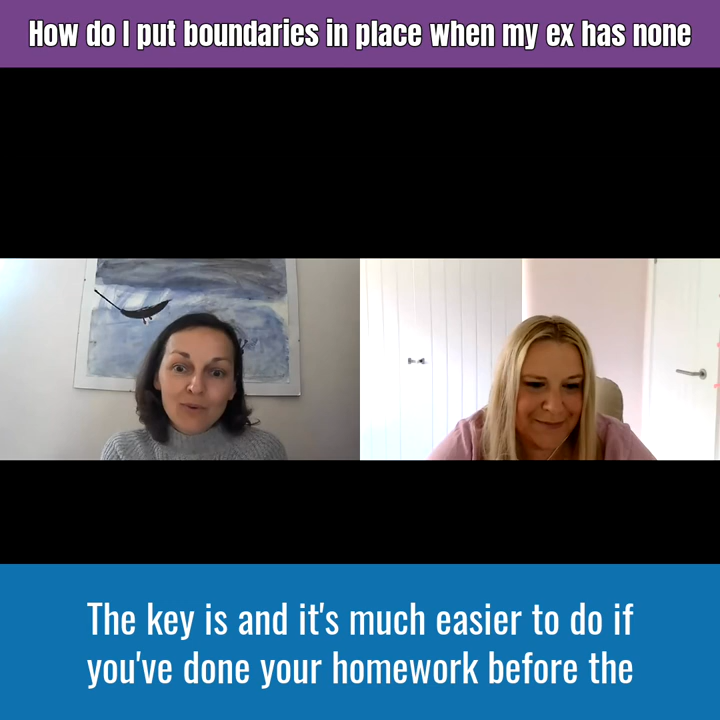 How do I put boundaries in place when my ex has none
The key is and it's much easier to do if
you've done your homework before the